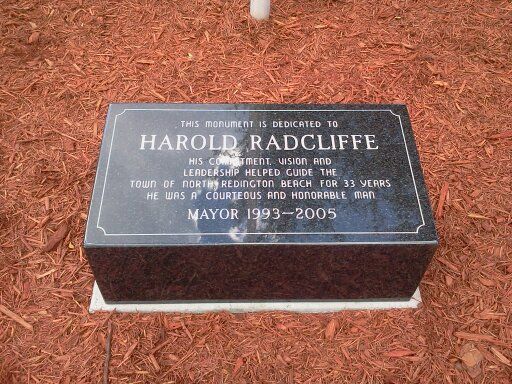 THIS MONUMENT IS DEDICATED TO
HAROLD RADCLIFFE
HIS COMMITMENT, VISION AND
LEADERSHIP HELPED GUIDE THE
TOWN OF NORTH REDINGTON BEACH FOR 33 YEARS
HE WAS A COURTEOUS AND HONORABLE MAN
MAYOR 1993-2005